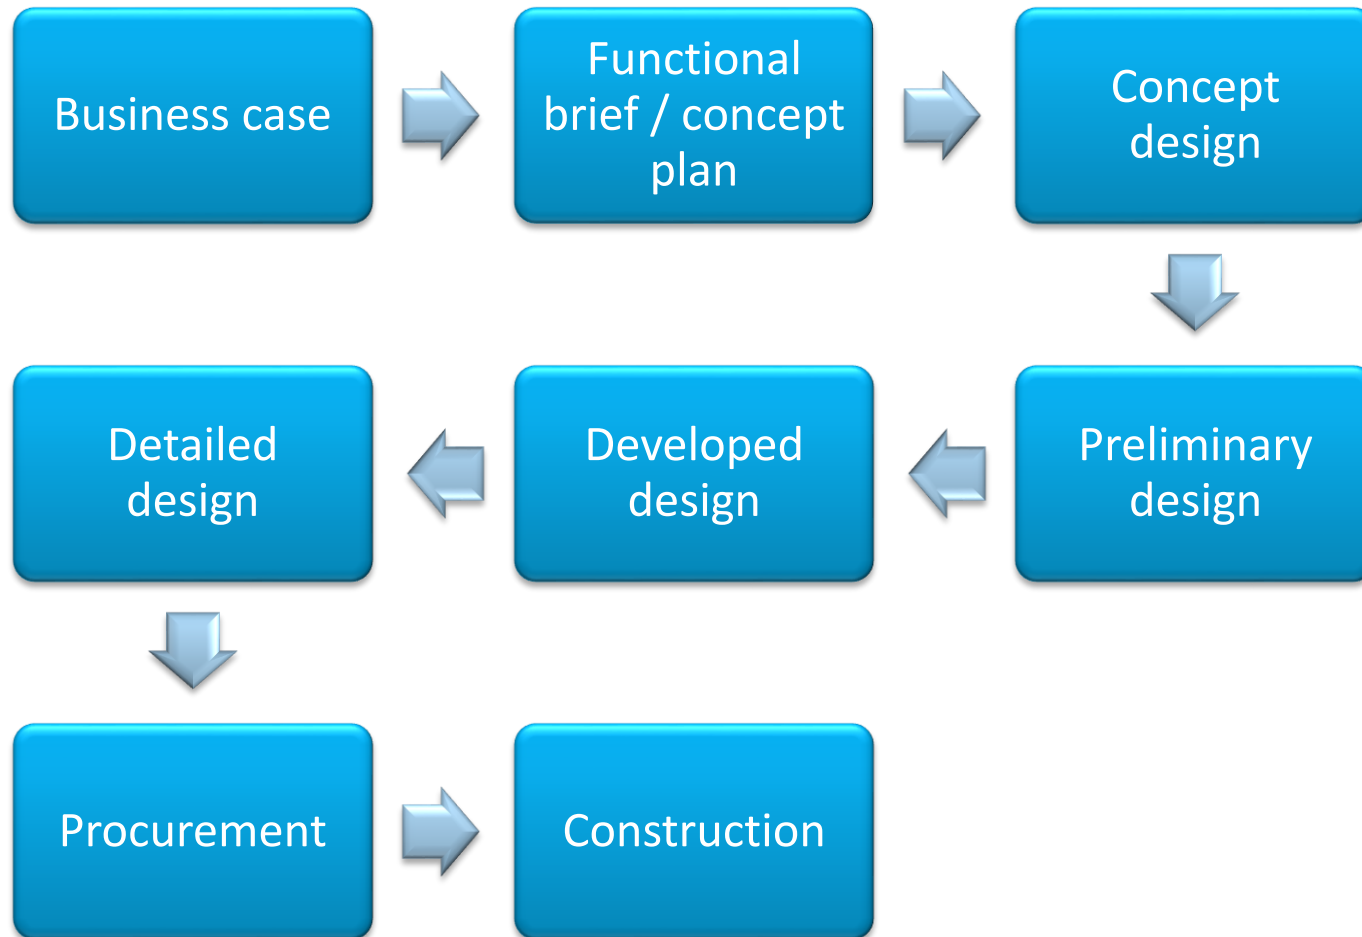 Business case
Functional
brief / concept
plan
Concept
design
Preliminary
design
Developed
design
Detailed
design
Procurement
Construction